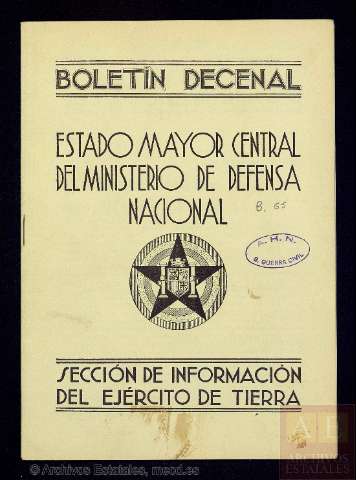 BOLETÍN DECENAL
ESTADO MAYOR CENTRAL
DEL MINISTERIO DE DEFENSA
NACIONAL
B. 65
A. H. N.
S. GUERRA CIVIL
SECCIÓN DE INFORMACIÓN
DEL EJÉRCITO DE TIERRA
AE
ARCHIVOS
ESTATALES
© Archivos Estatales, mecd.es